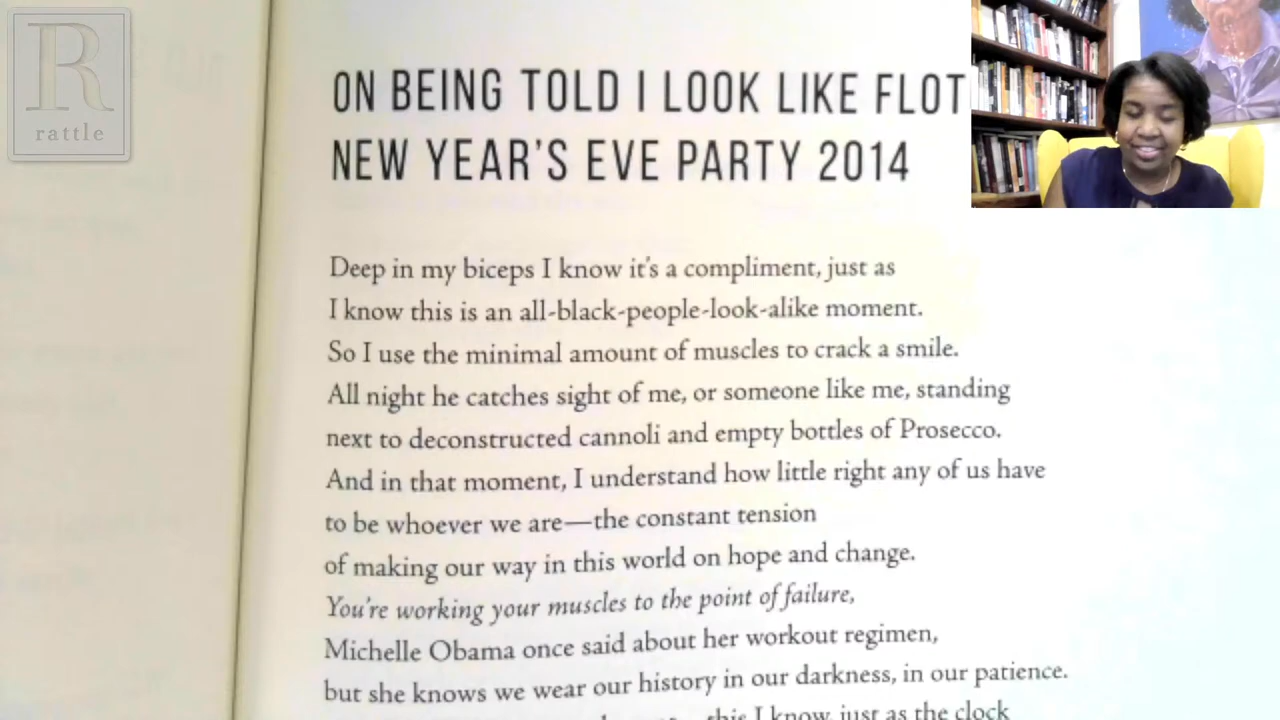 R
rattle
ON BEING TOLD I LOOK LIKE FLOT
NEW YEAR'S EVE PARTY 2014
Deep in my biceps I know it's a compliment, just as
I know this is an all-black-people-look-alike moment.
So I use the minimal amount of muscles to crack a smile.
All night he catches sight of me, or someone like me, standing
next to deconstructed cannoli and empty bottles of Prosecco.
And in that moment, I understand how little right any of us have
to be whoever we are—the constant tension
of making our way in this world on hope and change.
You're working your muscles to the point of failure,
Michelle Obama once said about her workout regimen,
but she knows we wear our history in our darkness, in our patience.
this I know, just as the clock